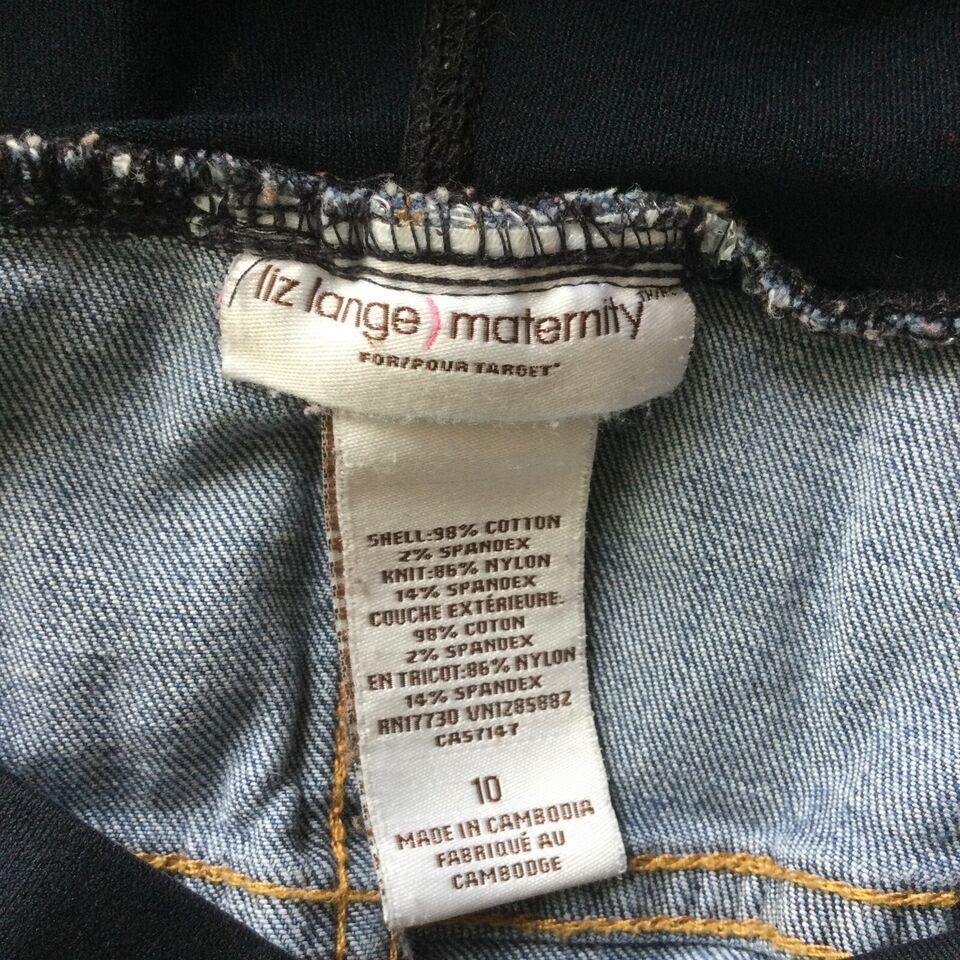 (liz lange) maternity
FOR/POUR TARGET
SHELL:98% COTTON
2% SPANDEX
KNIT:86% NYLON
14% SPANDEX
COUCHE EXTÉRIEURE:
98% COTON
2% SPANDEX
EN TRICOT:86% NYLON
14% SPANDEX
RN17730 VN1Z8588Z
CA57147
10
MADE IN CAMBODIA
FABRIQUÉ AU
CAMBODGE